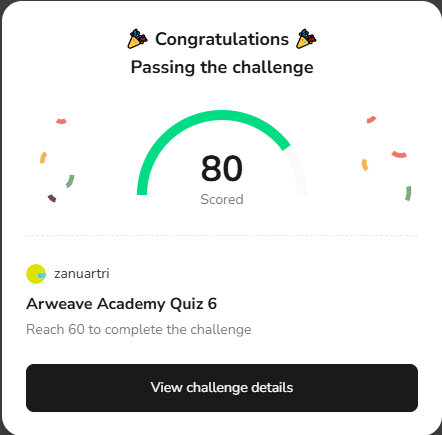 🎉 Congratulations 🎉
Passing the challenge
80
Scored
zanuartri
Arweave Academy Quiz 6
Reach 60 to complete the challenge
View challenge details